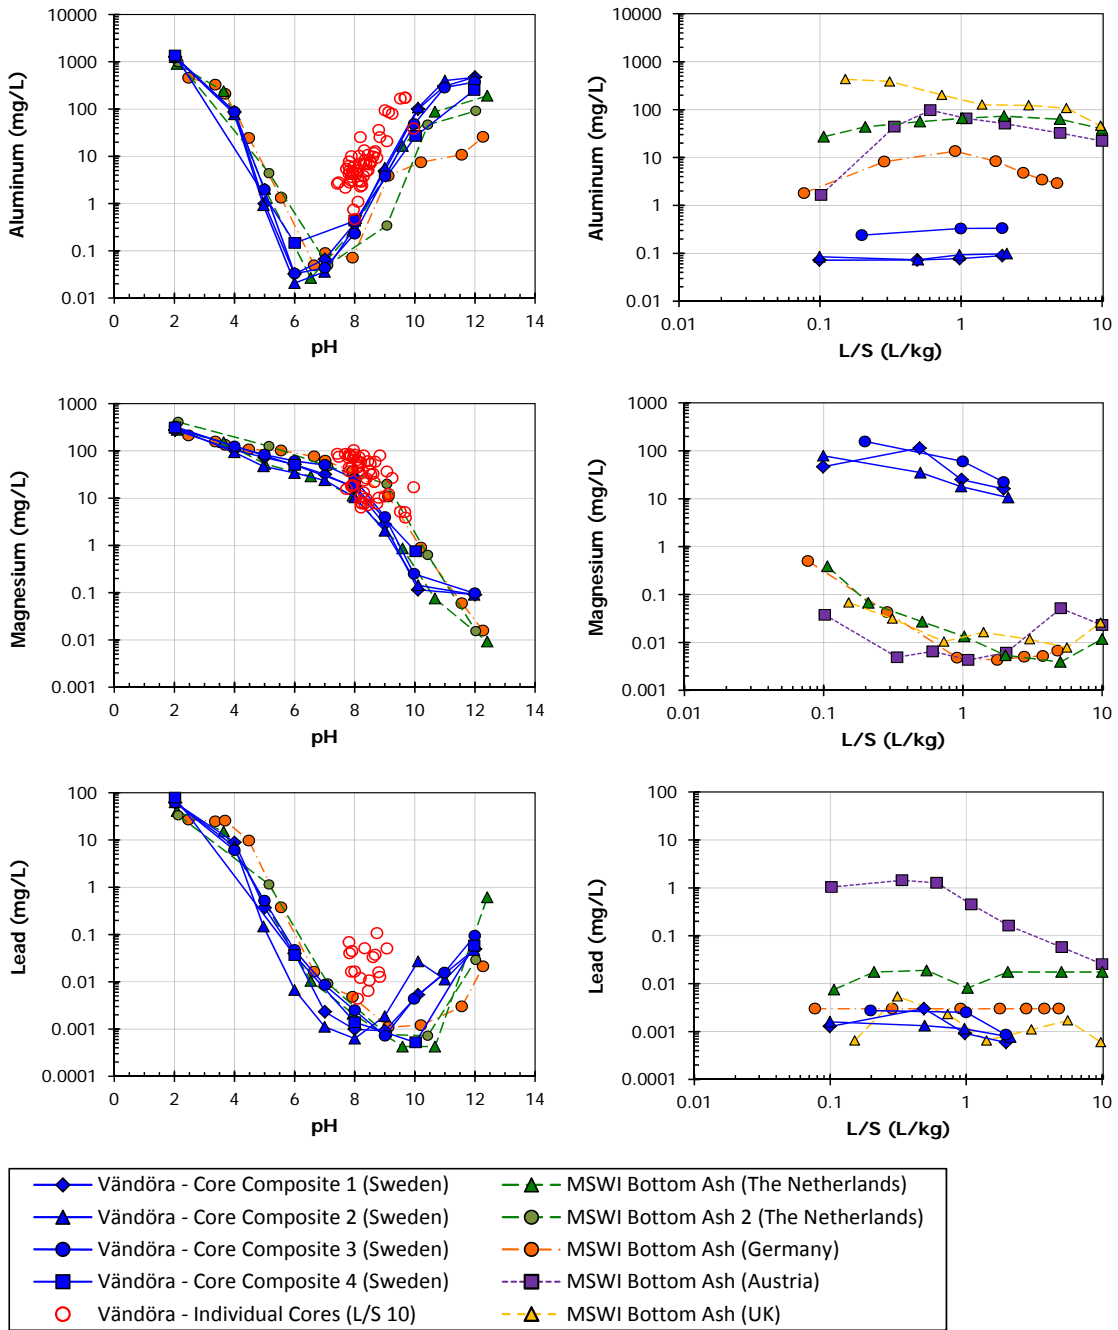 Aluminum (mg/L)
10000
1000
100
10
1
0.1
0.01
0 2 4 6 8 10 12 14
pH
Aluminum (mg/L)
10000
1000
100
10
1
0.1
0.01
0.01 0.1 1 10
L/S (L/kg)
Magnesium (mg/L)
1000
100
10
1
0.1
0.01
0.001
0 2 4 6 8 10 12 14
pH
Magnesium (mg/L)
1000
100
10
1
0.1
0.01
0.001
0.01 0.1 1 10
L/S (L/kg)
Lead (mg/L)
100
10
1
0.1
0.01
0.001
0.0001
0 2 4 6 8 10 12 14
pH
Lead (mg/L)
100
10
1
0.1
0.01
0.001
0.0001
0.01 0.1 1 10
L/S (L/kg)
Vändöra - Core Composite 1 (Sweden)
Vändöra - Core Composite 2 (Sweden)
Vändöra - Core Composite 3 (Sweden)
Vändöra - Core Composite 4 (Sweden)
Vändöra - Individual Cores (L/S 10)
MSWI Bottom Ash (The Netherlands)
MSWI Bottom Ash 2 (The Netherlands)
MSWI Bottom Ash (Germany)
MSWI Bottom Ash (Austria)
MSWI Bottom Ash (UK)